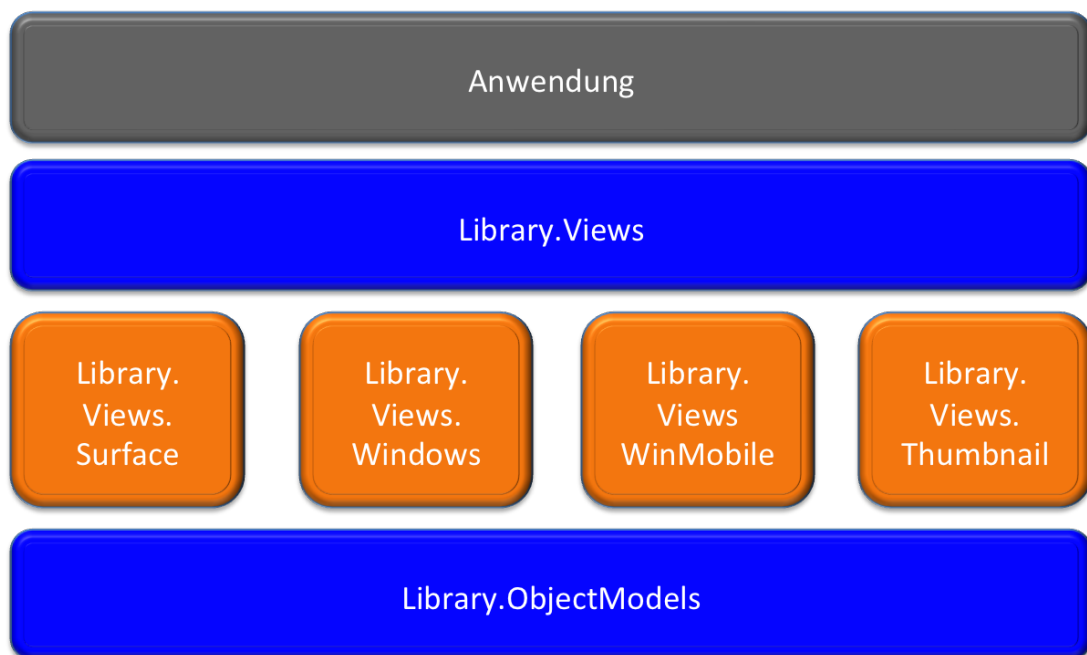 Anwendung
Library.Views
Library.
Views.
Surface
Library.
Views.
Windows
Library.
Views
WinMobile
Library.
Views.
Thumbnail
Library.ObjectModels